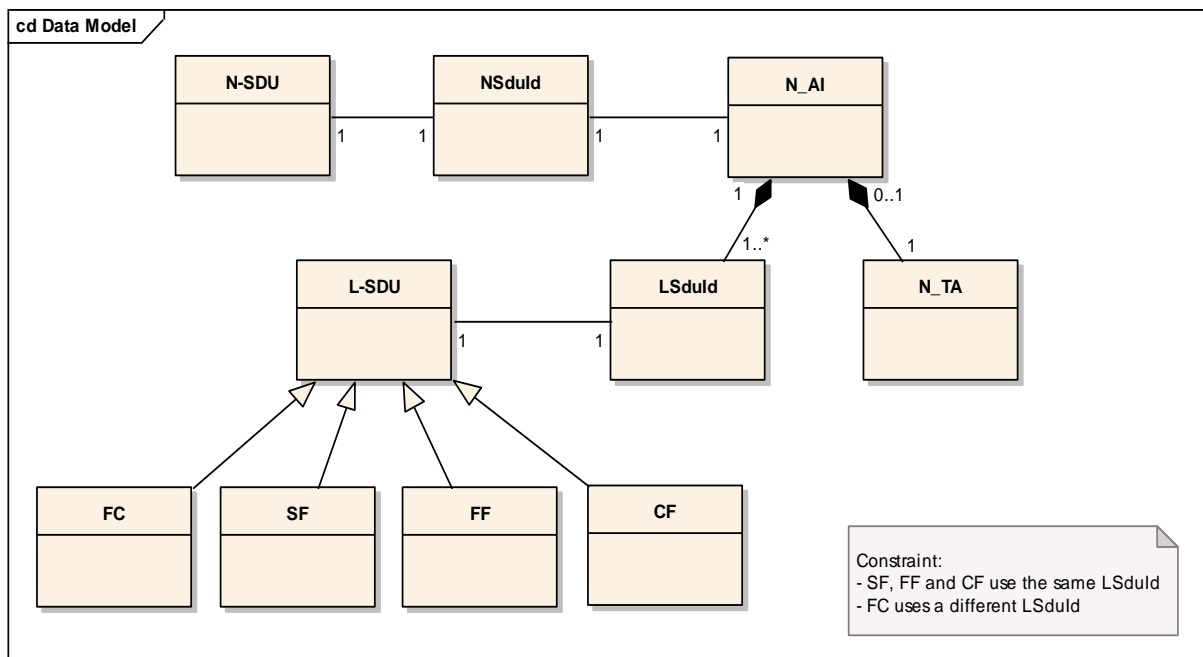 cd Data Model
N-SDU
NSduId
N_AI
1
1
1
1
1
0..1
1..*
1
L-SDU
LSduId
N_TA
1
1
FC
SF
FF
CF
Constraint:
- SF, FF and CF use the same LSduId
- FC uses a different LSduId